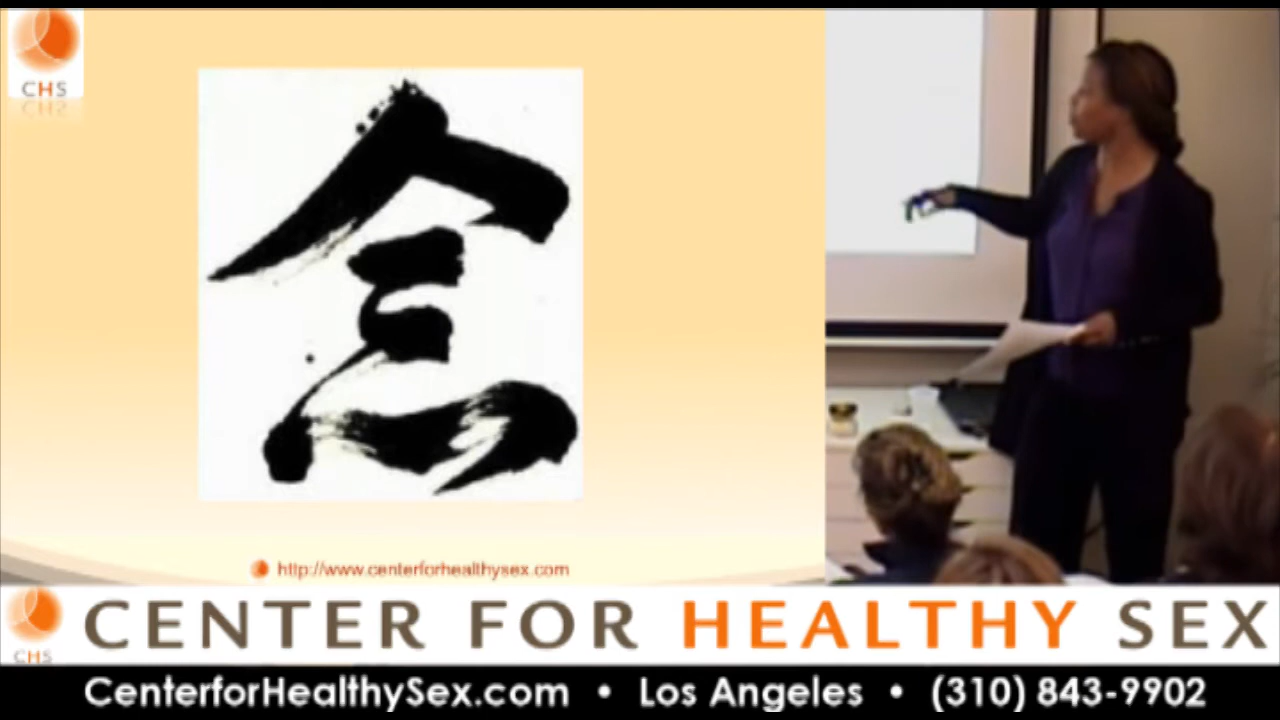 CHS
念
http://www.centerforhealthysex.com
CHS
CENTER FOR HEALTHY SEX
CenterforHealthySex.com • Los Angeles • (310) 843-9902